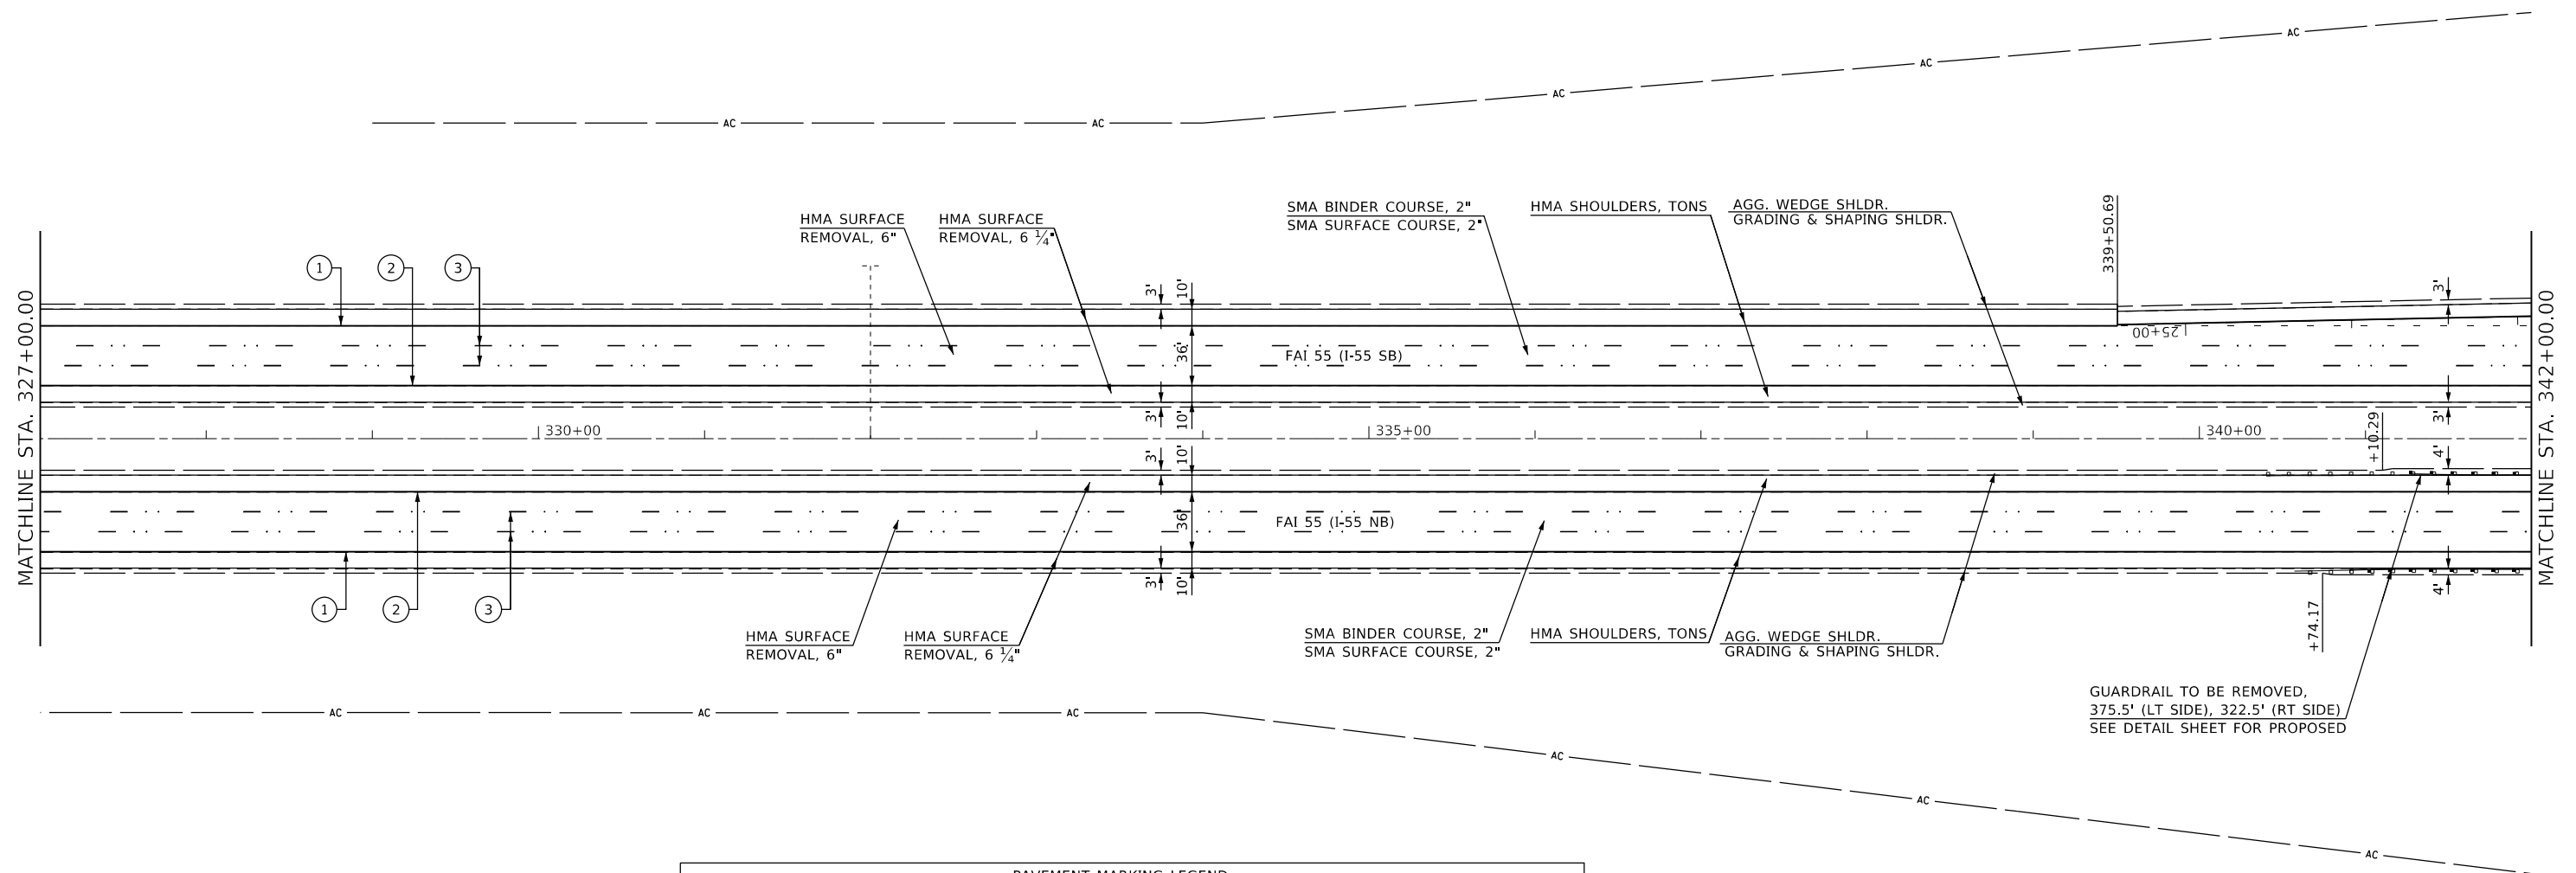 AC
AC
AC
AC
AC
MATCHLINE STA. 327+00.00
1
2
3
HMA SURFACE
REMOVAL, 6"
HMA SURFACE
REMOVAL, 6 1/4"
SMA BINDER COURSE, 2"
SMA SURFACE COURSE, 2"
HMA SHOULDERS, TONS
AGG. WEDGE SHLDR.
GRADING & SHAPING SHLDR.
339+50.69
3'
10'
3'
25+00
36'
FAI 55 (I-55 SB)
3'
10'
3'
330+00
335+00
340+00
+10.29
3'
10'
4'
36'
FAI 55 (I-55 NB)
3'
10'
4'
+74.17
1
2
3
HMA SURFACE
REMOVAL, 6"
HMA SURFACE
REMOVAL, 6 1/4"
SMA BINDER COURSE, 2"
SMA SURFACE COURSE, 2"
HMA SHOULDERS, TONS
AGG. WEDGE SHLDR.
GRADING & SHAPING SHLDR.
GUARDRAIL TO BE REMOVED,
375.5' (LT SIDE), 322.5' (RT SIDE)
SEE DETAIL SHEET FOR PROPOSED
MATCHLINE STA. 342+00.00
AC
AC
AC
AC
AC
AC
PAVEMENT MARKING LEGEND